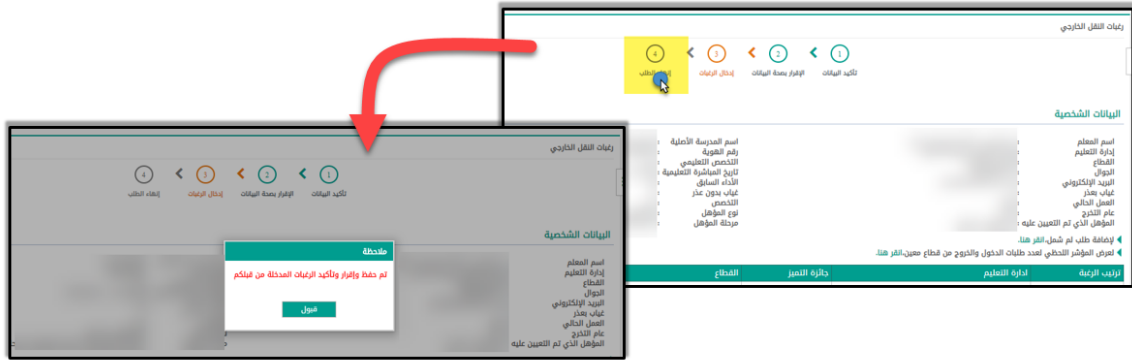 رغبات النقل الخارجي
1 2 3 4
تأكيد البيانات الإقرار بصحة البيانات إدخال الرغبات الطلب
البيانات الشخصية
اسم المعلم
إدارة التعليم
القطاع
الجوال
البريد الإلكتروني
غياب بعذر
العمل الحالي
عام التخرج
المؤهل الذي تم التعيين عليه :
اسم المدرسة الأصلية :
رقم الهوية :
التخصص التعليمي :
تاريخ المباشرة التعليمية :
الأداء السابق :
غياب بدون عذر :
التخصص :
نوع المؤهل :
مرحلة المؤهل :
لإضافة طلب لم شمل،انقر هنا.
لعرض المؤشر اللحظي لعدد طلبات الدخول والخروج من قطاع معين،انقر هنا.
ترتيب الرغبة ادارة التعليم جائزة التميز القطاع
رغبات النقل الخارجي
1 2 3 4
تأكيد البيانات الإقرار بصحة البيانات إدخال الرغبات إنهاء الطلب
البيانات الشخصية
اسم المعلم
إدارة التعليم
القطاع
الجوال
البريد الإلكتروني
غياب بعذر
العمل الحالي
عام التخرج
المؤهل الذي تم التعيين عليه
ملاحظة
تم حفظ وإقرار وتأكيد الرغبات المدخلة من قبلكم
قبول